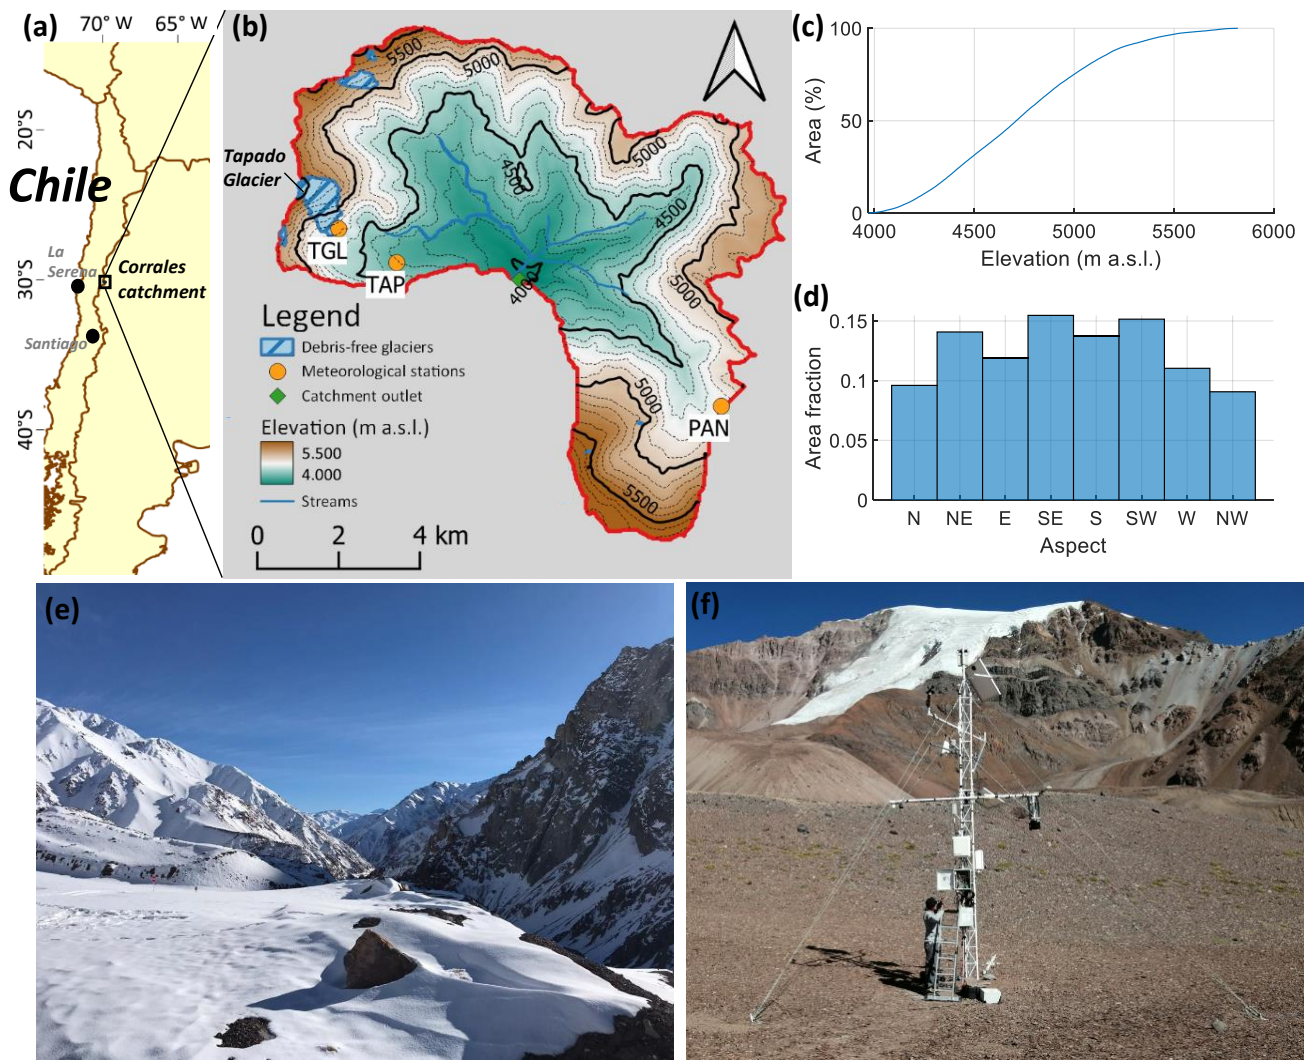 (a)
70° W 65° W
20°S
30°S
40°S
Chile
La
Serena
Corrales
catchment
Santiago
(b)
5500
5000
5000
4500
4500
5000
4000
5000
5500
Tapado
Glacier
TGL
TAP
PAN
Legend
Debris-free glaciers
Meteorological stations
Catchment outlet
Elevation (m a.s.l.)
5.500
4.000
Streams
0 2 4 km
(c)
Area (%)
100
50
0
4000 4500 5000 5500 6000
Elevation (m a.s.l.)
(d)
Area fraction
0.15
0.1
0.05
0
N NE E SE S SW W NW
Aspect
(e)
(f)